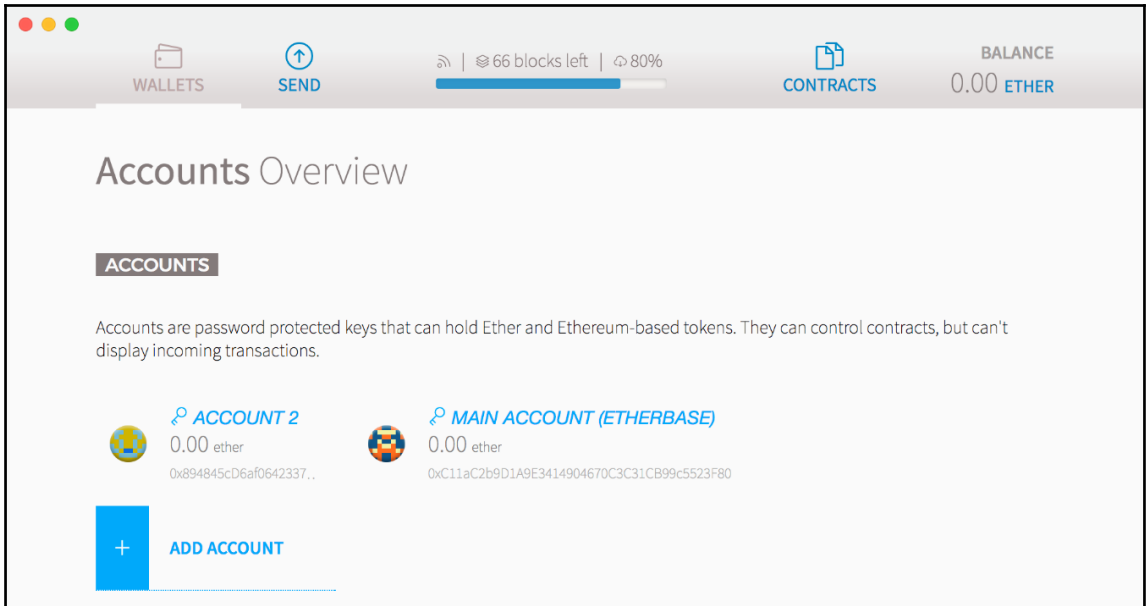 WALLETS
SEND
66 blocks left | 80%
CONTRACTS
BALANCE
0.00 ETHER
Accounts Overview
ACCOUNTS
Accounts are password protected keys that can hold Ether and Ethereum-based tokens. They can control contracts, but can't
display incoming transactions.
ACCOUNT 2
0.00 ether
0x894845cD6af0642337..
MAIN ACCOUNT (ETHERBASE)
0.00 ether
0xC11aC2b9D1A9E3414904670C3C31CB99c5523F80
+
ADD ACCOUNT